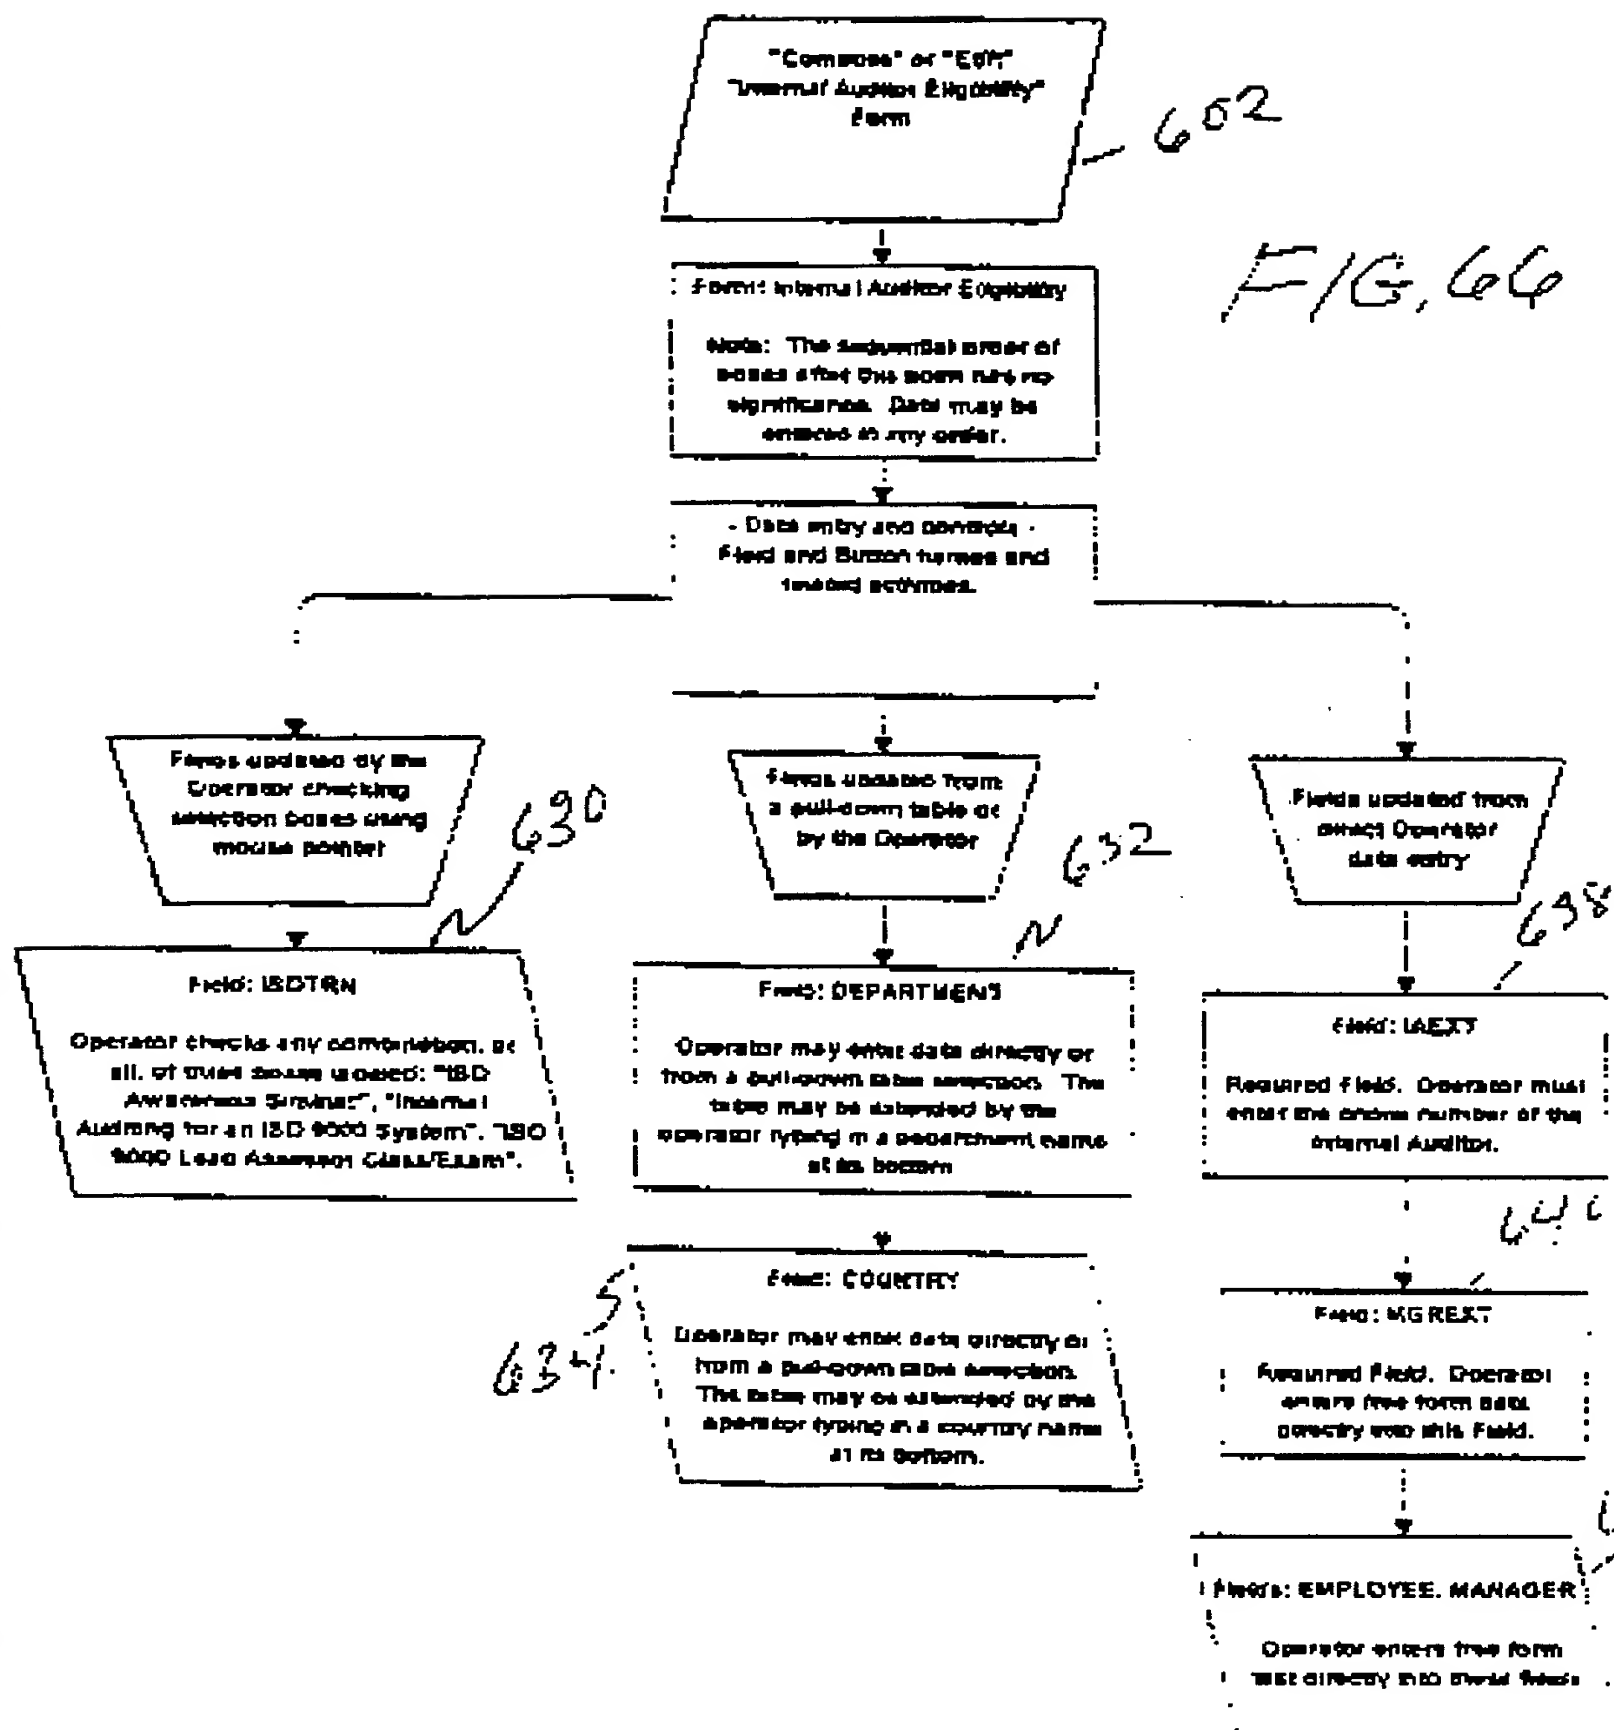 "Compose" or "Edit"
"Internal Auditor Eligibility"
Form
602
FIG. 66
Form: Internal Auditor Eligibility
Note: The sequential order of
boxes after this point has no
significance. Data may be
entered in any order.
- Data entry and controls -
Field and Button names and
related activities.
Fields updated by the
Operator checking
selection boxes using
mouse pointer
630
Fields updated from
a pull-down table or
by the Operator
632
Fields updated from
direct Operator
data entry
638
Field: ISOTRN
Operator checks any combination, or
all, of three boxes labeled: "ISO
Awareness Seminar", "Internal
Auditing for an ISO 9000 System", "ISO
9000 Lead Assessor Class/Exam".
Field: DEPARTMENT
Operator may enter data directly or
from a pull-down table selection. The
table may be extended by the
operator typing in a department name
at its bottom
Field: IAEXT
Required Field. Operator must
enter the phone number of the
Internal Auditor.
634
Field: COUNTRY
Operator may enter data directly or
from a pull-down table selection.
The table may be extended by the
operator typing in a country name
at its bottom.
Field: MGREXT
Required Field. Operator
enters free form data
directly into this Field.
Fields: EMPLOYEE, MANAGER
Operator enters free form
text directly into these fields